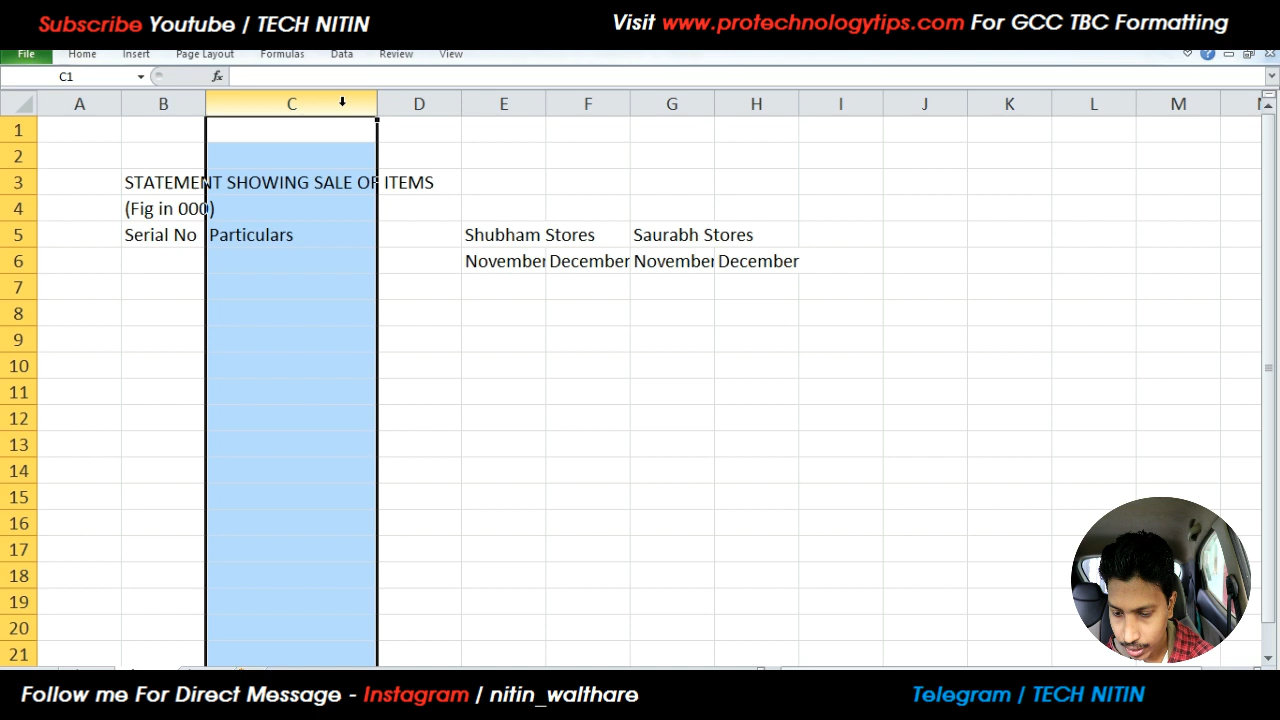 Subscribe Youtube / TECH NITIN
Visit www.protechnologytips.com For GCC TBC Formatting
File Home Insert Page Layout Formulas Data Review View
C1 fx
A B C D E F G H I J K L M
1
2
3 STATEMENT SHOWING SALE OF ITEMS
4 (Fig in 000)
5 Serial No Particulars Shubham Stores Saurabh Stores
6 November December November December
7
8
9
10
11
12
13
14
15
16
17
18
19
20
21
Follow me For Direct Message - Instagram / nitin_walthare
Telegram / TECH NITIN